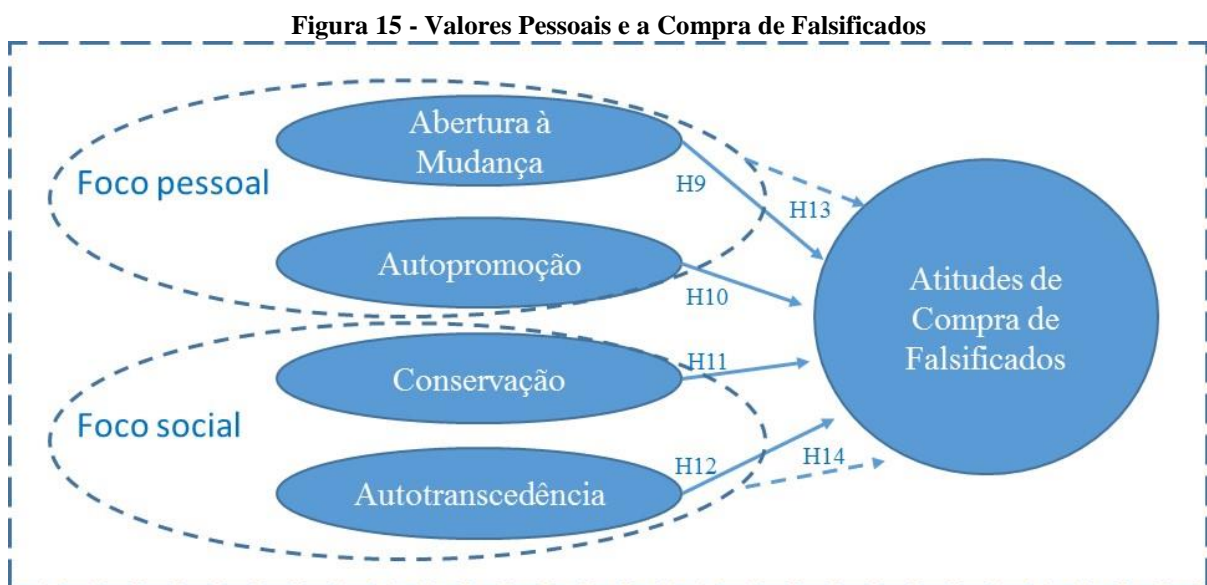 Figura 15 - Valores Pessoais e a Compra de Falsificados
Abertura à
Mudança
Foco pessoal
H9
H13
Autopromoção
H10
Atitudes de
Compra de
Falsificados
H11
Conservação
Foco social
H12
H14
Autotranscedência